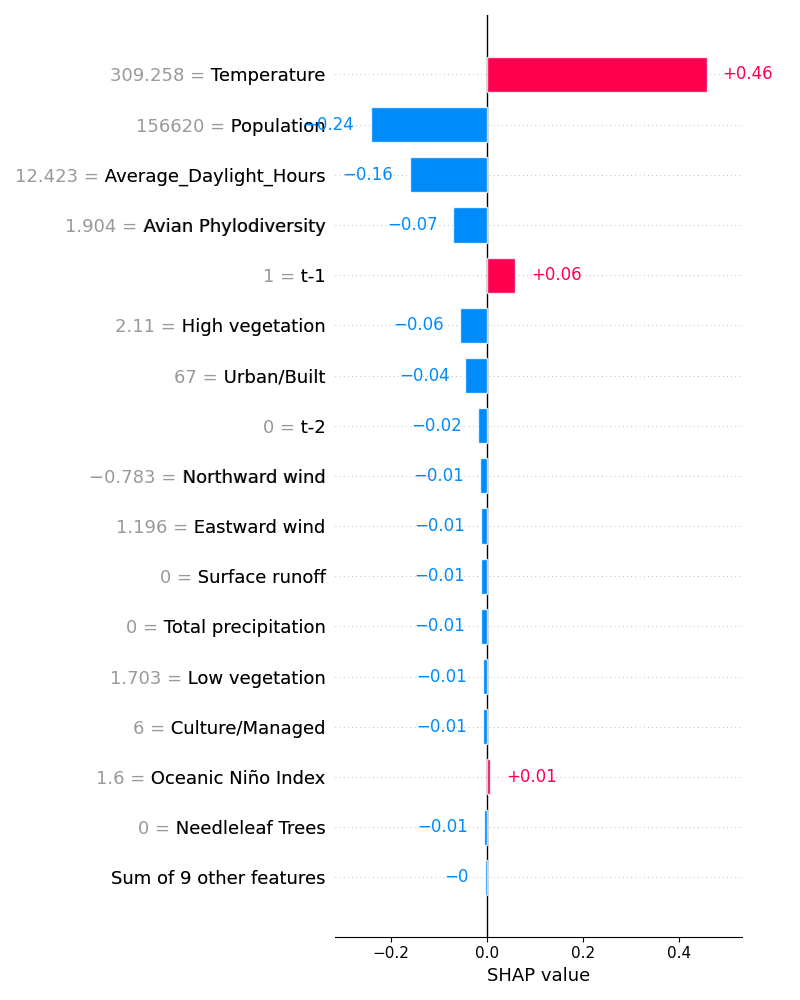 309.258 = Temperature +0.46
156620 = Population −0.24
12.423 = Average_Daylight_Hours −0.16
1.904 = Avian Phylodiversity −0.07
1 = t-1 +0.06
2.11 = High vegetation −0.06
67 = Urban/Built −0.04
0 = t-2 −0.02
−0.783 = Northward wind −0.01
1.196 = Eastward wind −0.01
0 = Surface runoff −0.01
0 = Total precipitation −0.01
1.703 = Low vegetation −0.01
6 = Culture/Managed −0.01
1.6 = Oceanic Niño Index +0.01
0 = Needleleaf Trees −0.01
Sum of 9 other features −0
−0.2 0.0 0.2 0.4
SHAP value